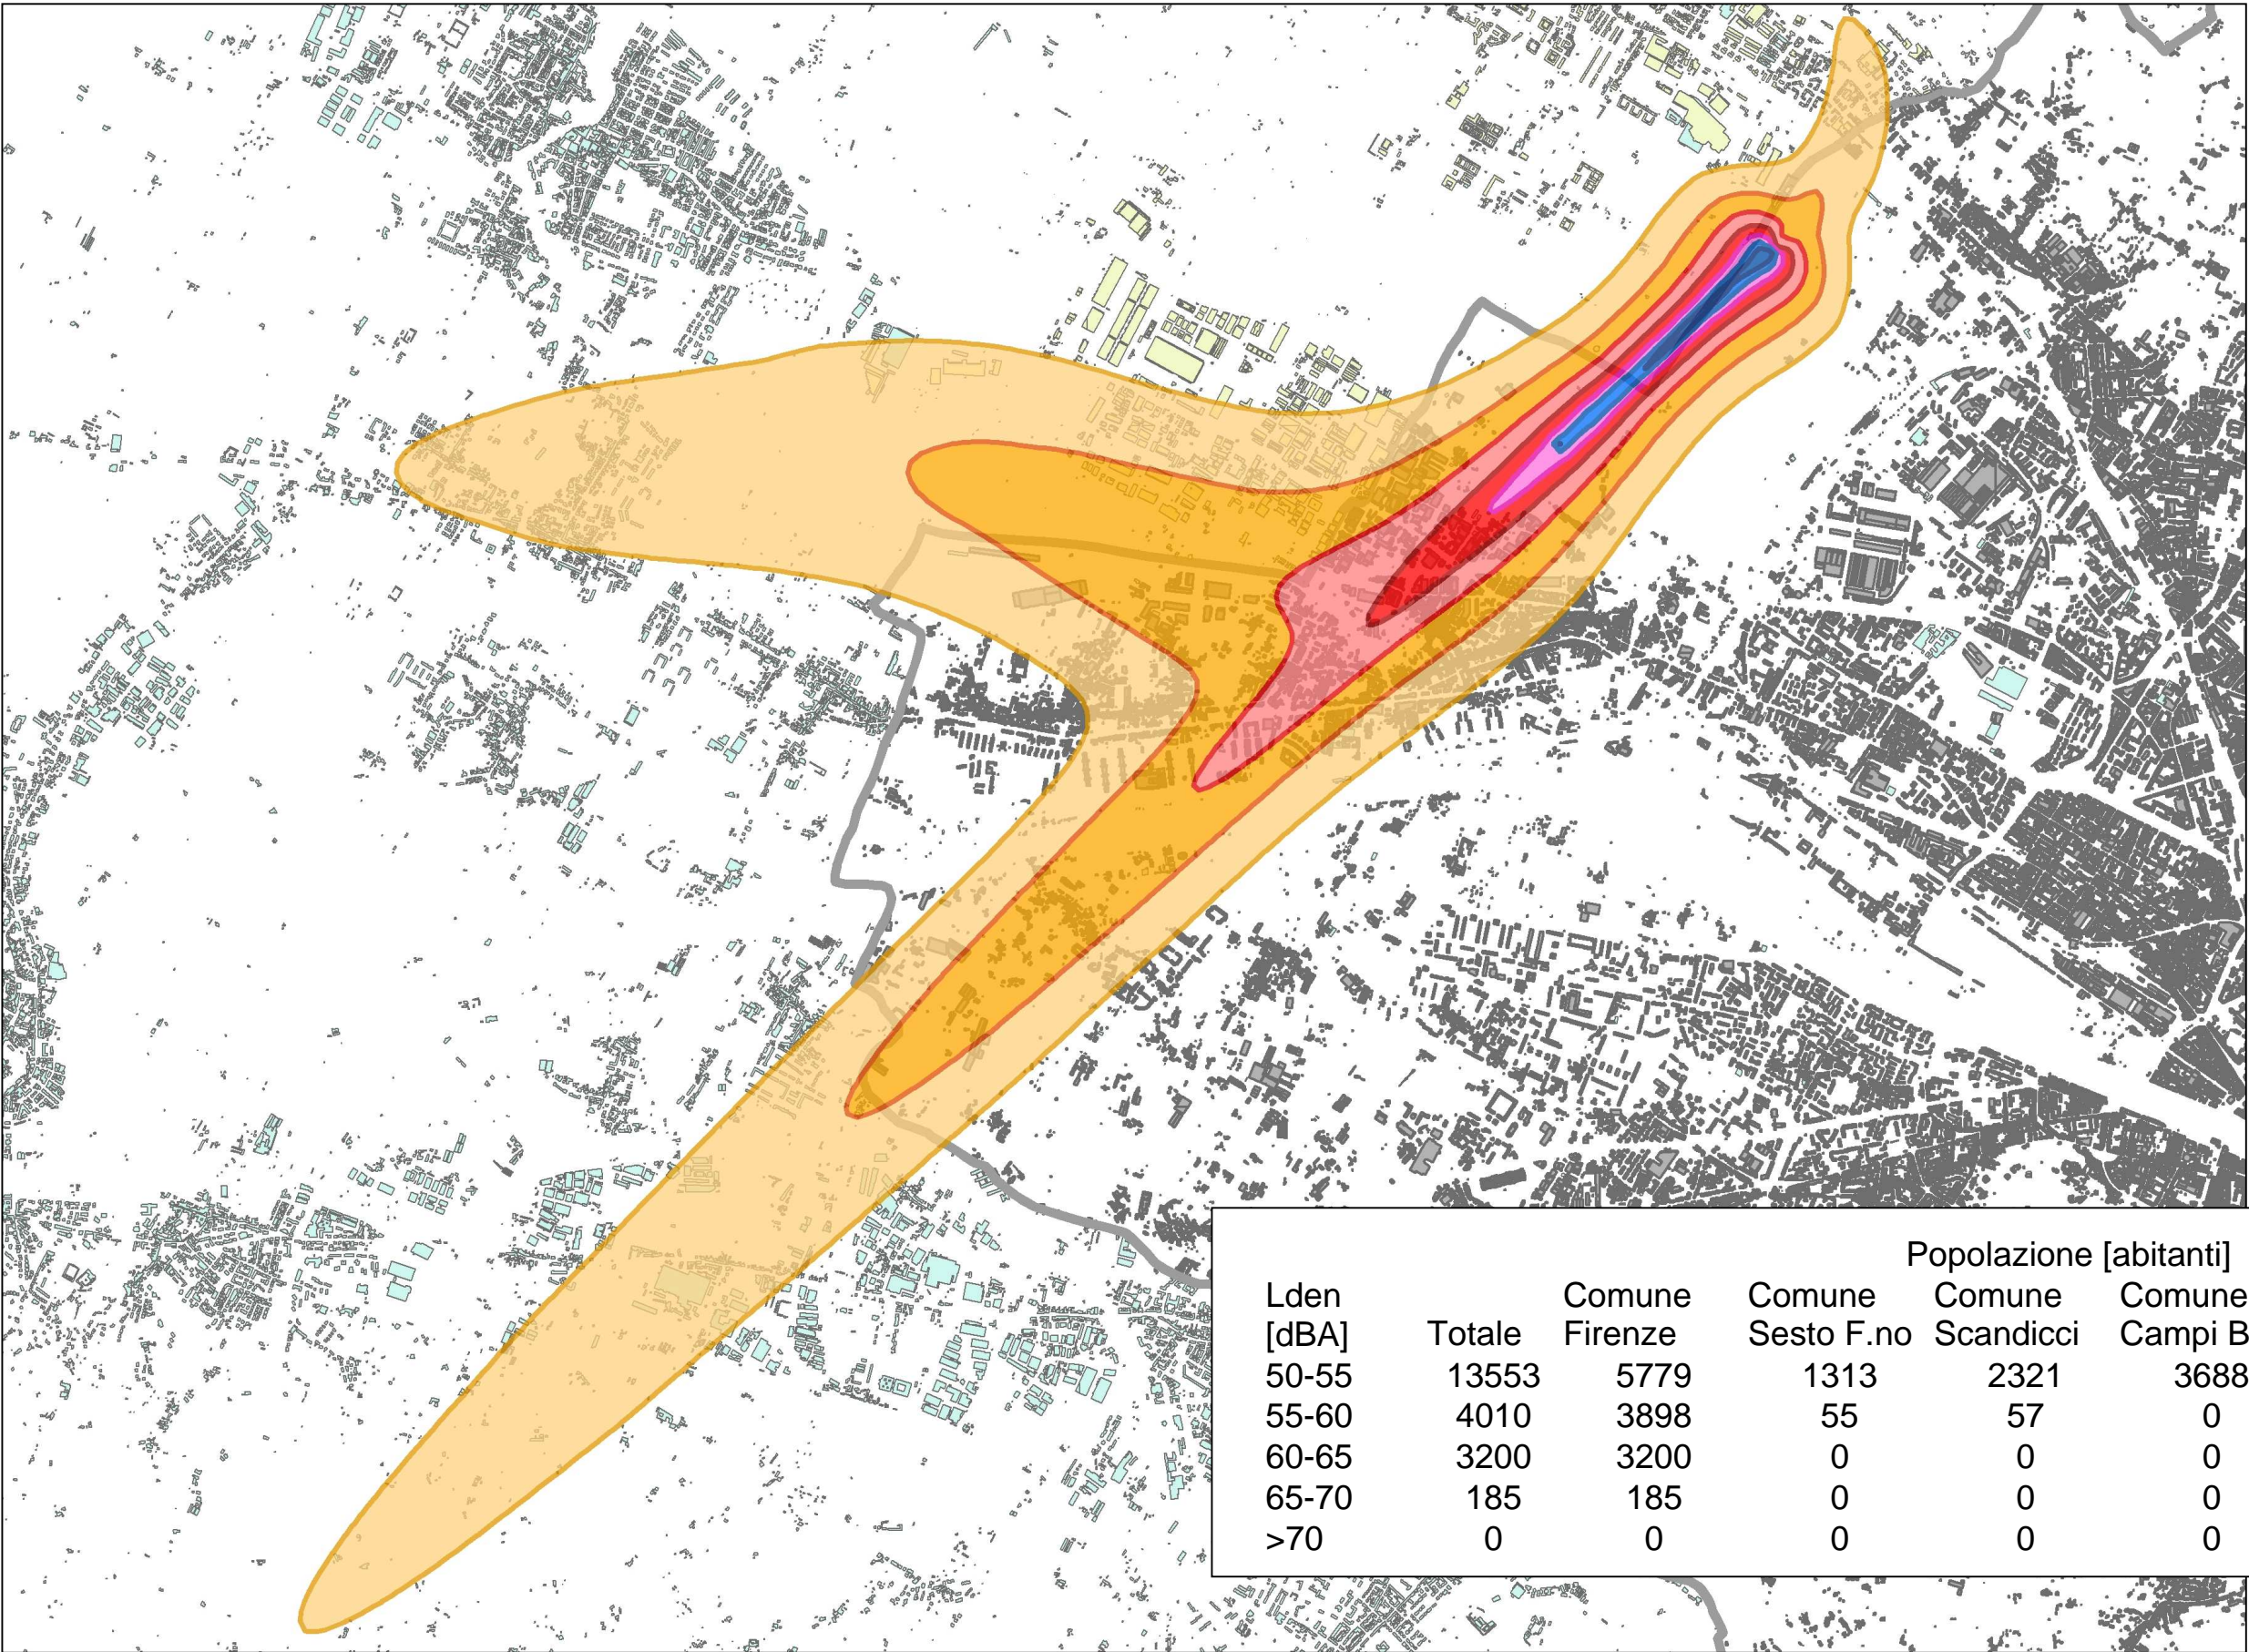 Popolazione [abitanti]
Lden Comune Comune Comune Comune
[dBA] Totale Firenze Sesto F.no Scandicci Campi B
50-55 13553 5779 1313 2321 3688
55-60 4010 3898 55 57 0
60-65 3200 3200 0 0 0
65-70 185 185 0 0 0
>70 0 0 0 0 0